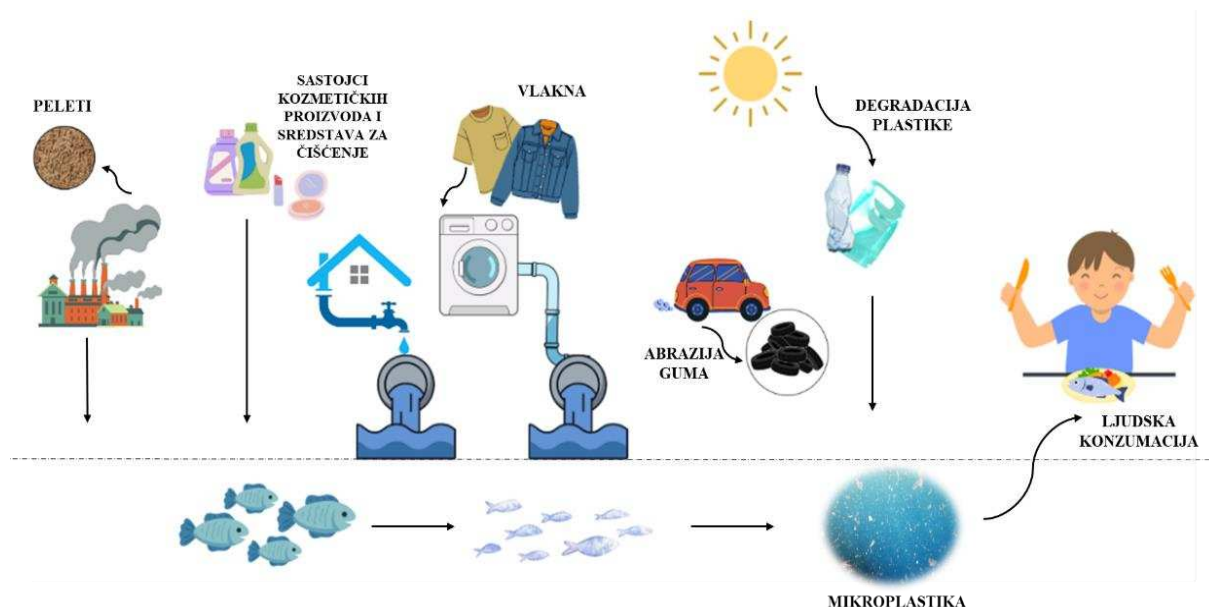 PELETI
SASTOJCI
KOZMETIČKIH
PROIZVODA I
SREDSTAVA ZA
ČIŠĆENJE
VLAKNA
DEGRADACIJA
PLASTIKE
ABRAZIJA
GUMA
LJUDSKA
KONZUMACIJA
MIKROPLASTIKA